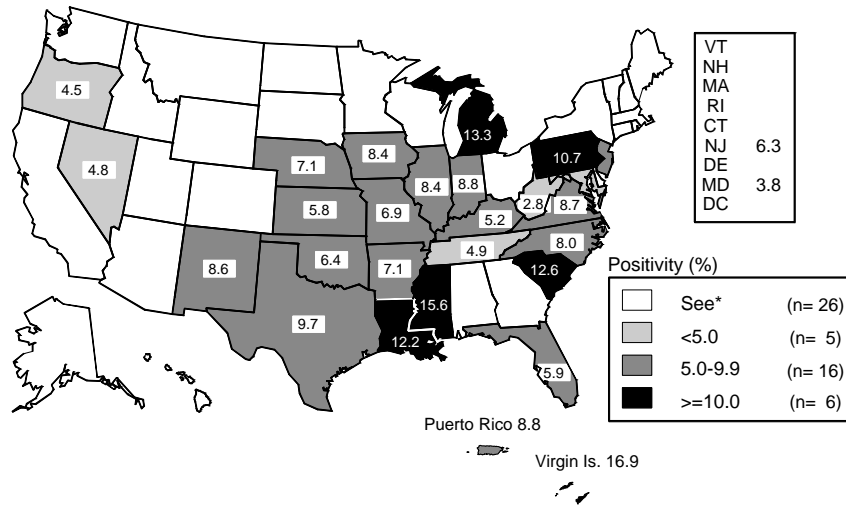 VT
NH
MA
RI
CT
NJ 6.3
DE
MD 3.8
DC
4.5
13.3
10.7
8.4
7.1
4.8
8.4
8.8
2.8
8.7
5.8
6.9
5.2
8.0
4.9
6.4
7.1
8.6
12.6
15.6
9.7
12.2
5.9
Positivity (%)
See* (n= 26)
<5.0 (n= 5)
5.0-9.9 (n= 16)
>=10.0 (n= 6)
Puerto Rico 8.8
Virgin Is. 16.9